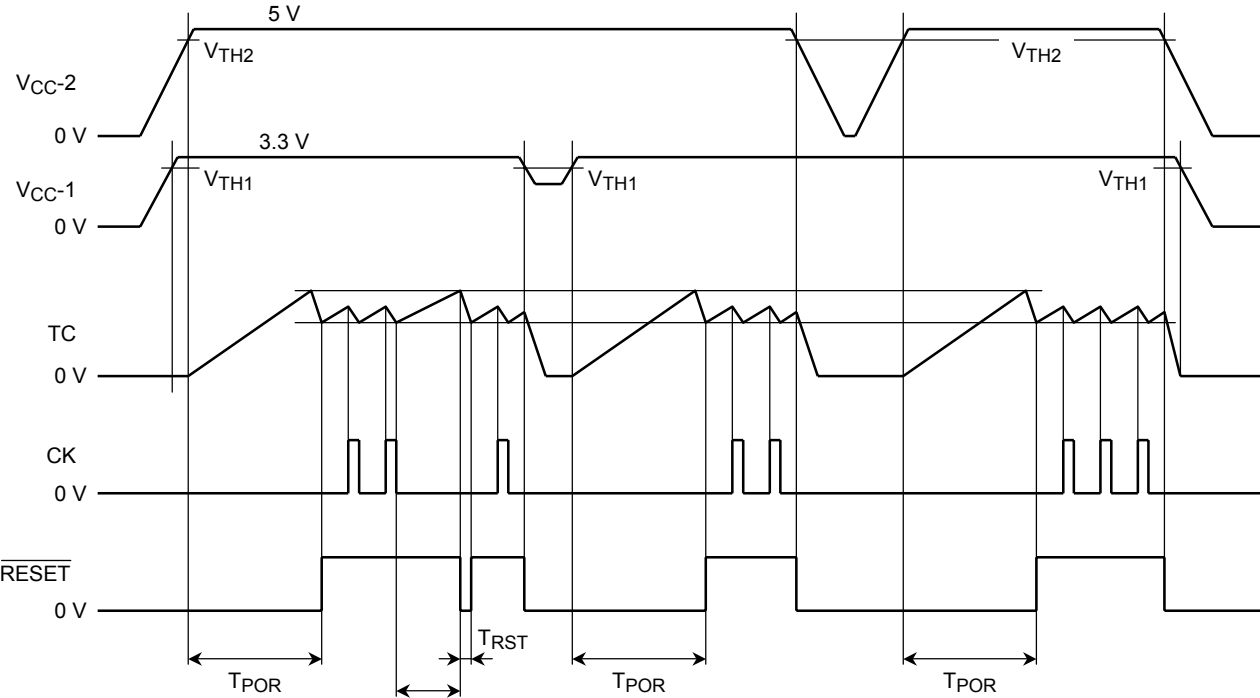 5 V
VTH2
VTH2
VCC-2
0 V
3.3 V
VTH1
VTH1
VTH1
VCC-1
0 V
TC
0 V
CK
0 V
RESET
0 V
TRST
TPOR
TPOR
TPOR